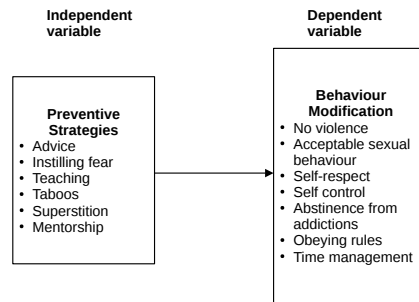 Independent
variable
Dependent
variable
Preventive
Strategies
• Advice
• Instilling fear
• Teaching
• Taboos
• Superstition
• Mentorship
Behaviour
Modification
• No violence
• Acceptable sexual
behaviour
• Self-respect
• Self control
• Abstinence from
addictions
• Obeying rules
• Time management